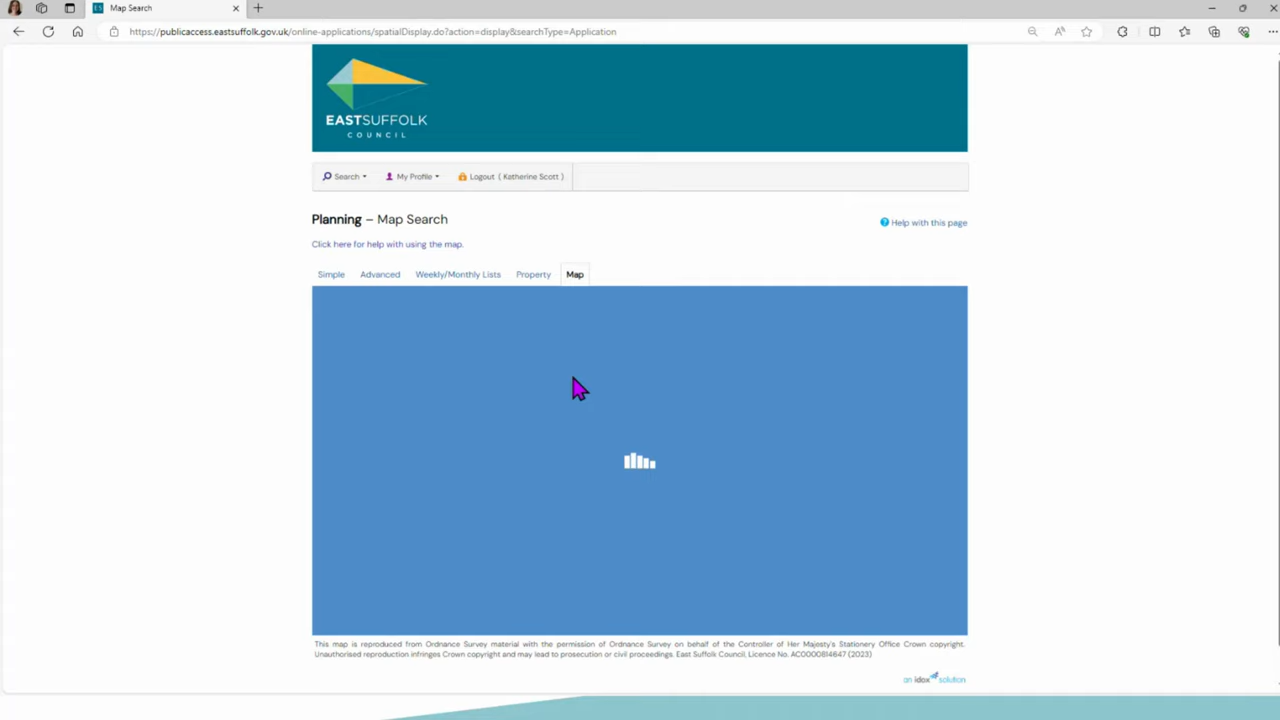 Map Search
https://publicaccess.eastsuffolk.gov.uk/online-applications/spatialDisplay.do?action=display&searchType=Application
EASTSUFFOLK
COUNCIL
Search My Profile Logout ( Katherine Scott )
Planning – Map Search
Help with this page
Click here for help with using the map.
Simple Advanced Weekly/Monthly Lists Property Map
This map is reproduced from Ordnance Survey material with the permission of Ordnance Survey on behalf of the Controller of Her Majesty's Stationery Office Crown copyright.
Unauthorised reproduction infringes Crown copyright and may lead to prosecution or civil proceedings. East Suffolk Council, Licence No. AC0000814647 (2023)
an idox solution